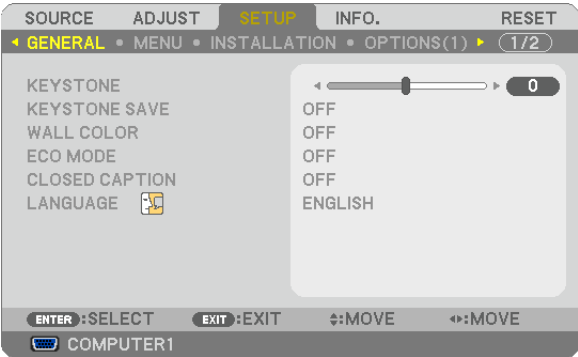 SOURCE ADJUST SETUP INFO. RESET
GENERAL • MENU • INSTALLATION • OPTIONS(1) 1/2
KEYSTONE 0
KEYSTONE SAVE OFF
WALL COLOR OFF
ECO MODE OFF
CLOSED CAPTION OFF
LANGUAGE ENGLISH
ENTER :SELECT EXIT :EXIT :MOVE :MOVE
COMPUTER1